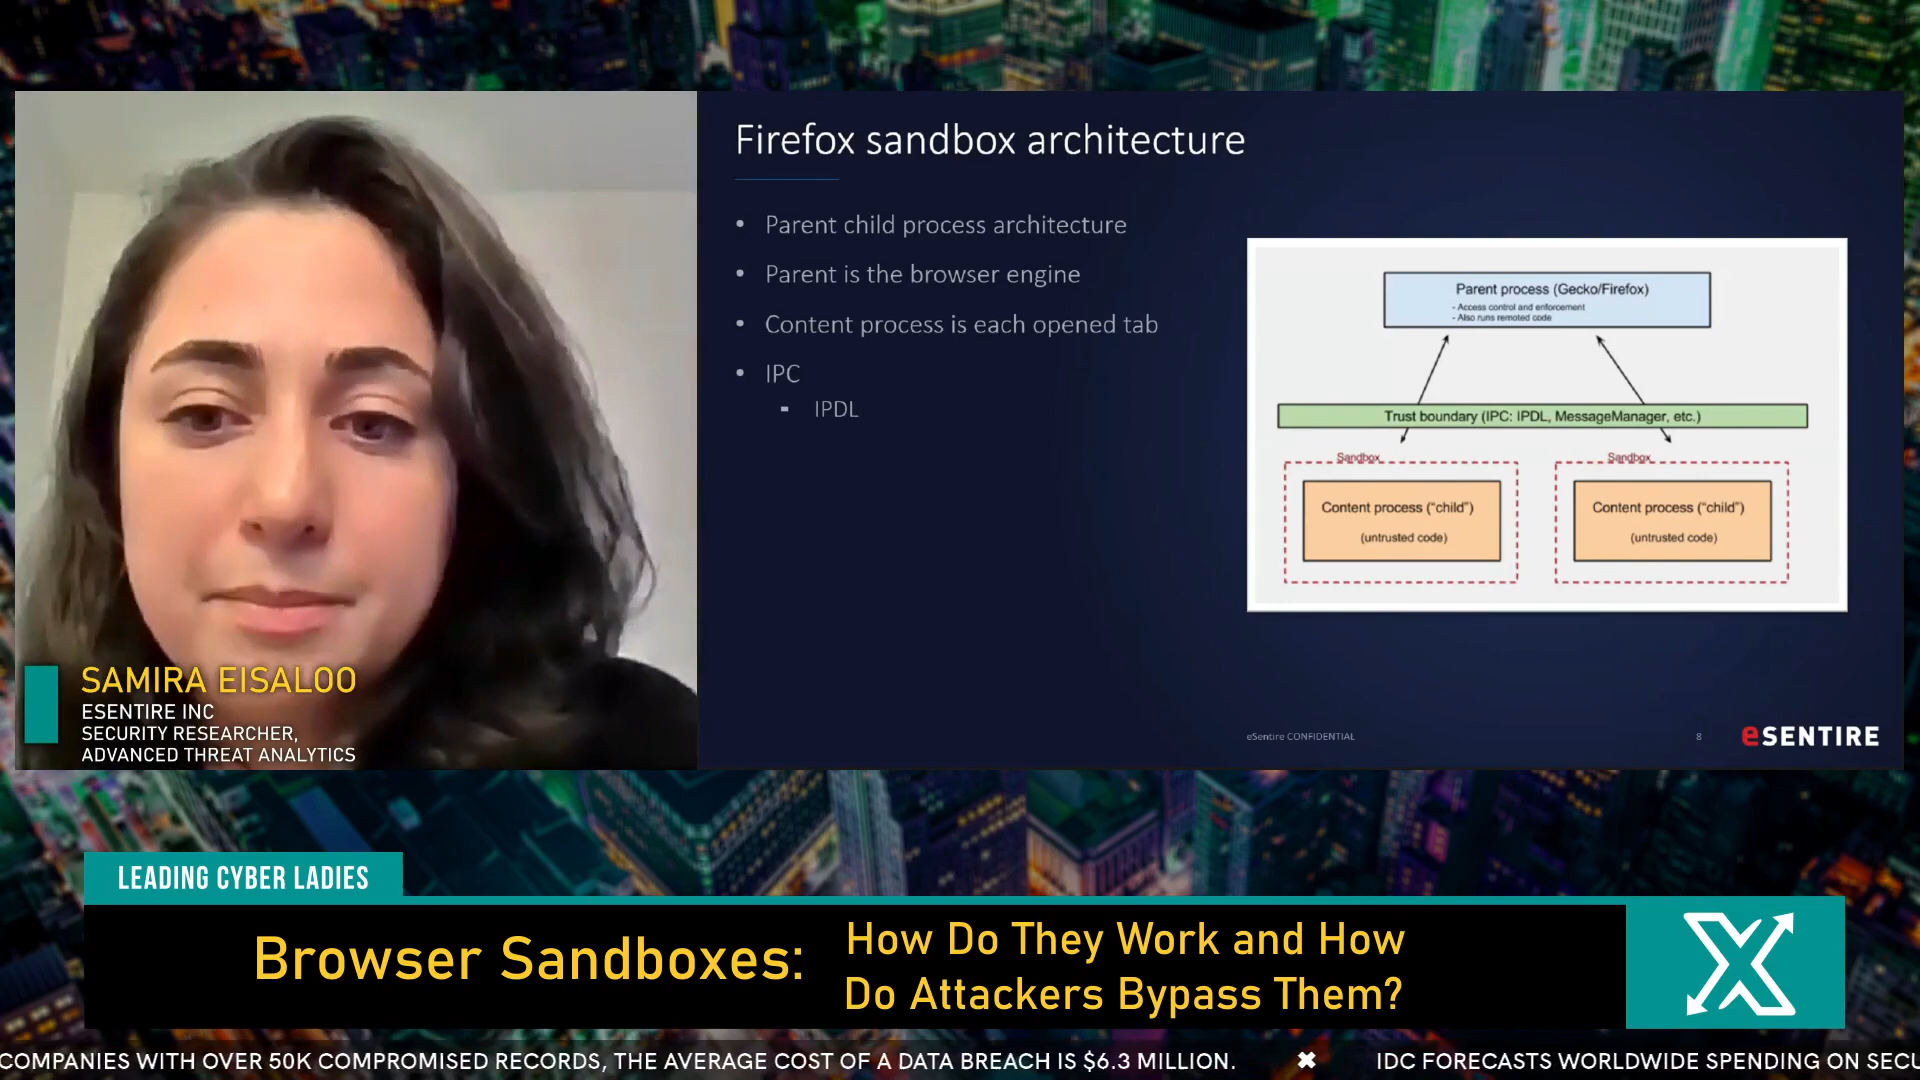 Firefox sandbox architecture
• Parent child process architecture
• Parent is the browser engine
• Content process is each opened tab
• IPC
▪ IPDL
Parent process (Gecko/Firefox)
- Access control and enforcement
- Also runs remoted code
Trust boundary (IPC: IPDL, MessageManager, etc.)
Sandbox
Sandbox
Content process ("child")
(untrusted code)
Content process ("child")
(untrusted code)
eSentire CONFIDENTIAL
8
eSENTIRE
SAMIRA EISALOO
ESENTIRE INC
SECURITY RESEARCHER,
ADVANCED THREAT ANALYTICS
LEADING CYBER LADIES
Browser Sandboxes:
How Do They Work and How
Do Attackers Bypass Them?
X
COMPANIES WITH OVER 50K COMPROMISED RECORDS, THE AVERAGE COST OF A DATA BREACH IS $6.3 MILLION. ✖ IDC FORECASTS WORLDWIDE SPENDING ON SECU